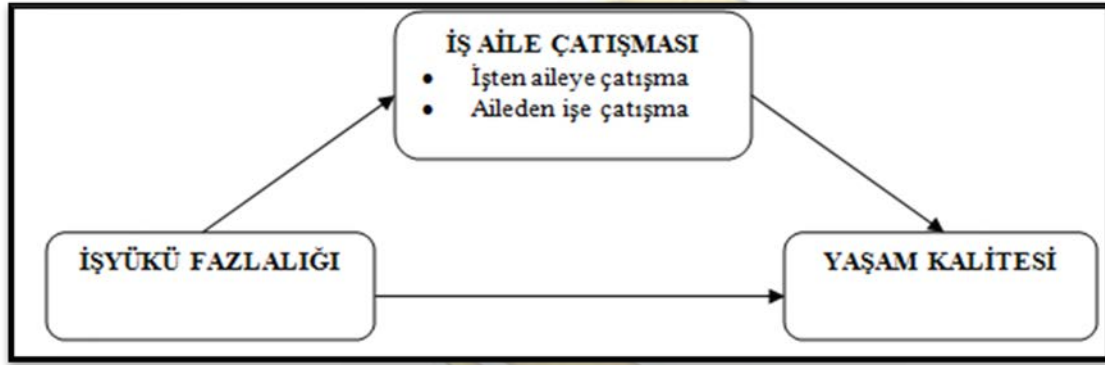 İŞ AİLE ÇATIŞMASI
• İşten aileye çatışma
• Aileden işe çatışma
İŞYÜKÜ FAZLALIĞI
YAŞAM KALİTESİ